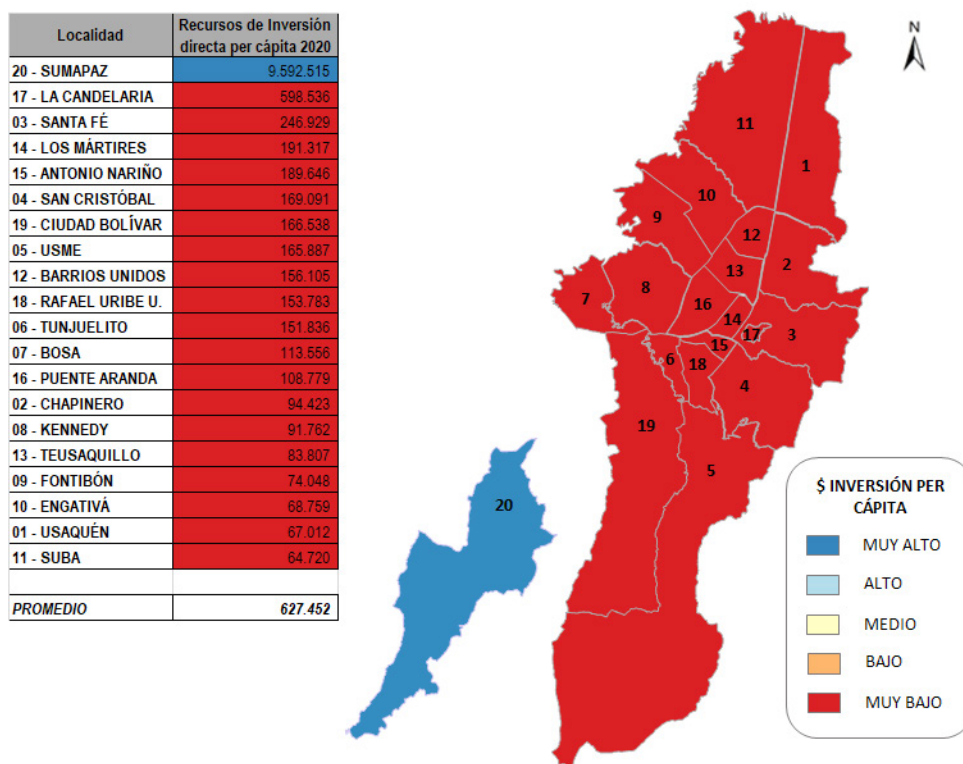 Localidad
Recursos de Inversión
directa per cápita 2020
20 - SUMAPAZ 9.592.515
17 - LA CANDELARIA 598.536
03 - SANTA FÉ 246.929
14 - LOS MÁRTIRES 191.317
15 - ANTONIO NARIÑO 189.646
04 - SAN CRISTÓBAL 169.091
19 - CIUDAD BOLÍVAR 166.538
05 - USME 165.887
12 - BARRIOS UNIDOS 156.105
18 - RAFAEL URIBE U. 153.783
06 - TUNJUELITO 151.836
07 - BOSA 113.556
16 - PUENTE ARANDA 108.779
02 - CHAPINERO 94.423
08 - KENNEDY 91.762
13 - TEUSAQUILLO 83.807
09 - FONTIBÓN 74.048
10 - ENGATIVÁ 68.759
01 - USAQUÉN 67.012
11 - SUBA 64.720
PROMEDIO 627.452
N
11
1
10
9
12
2
13
8
7
16
14
17
3
15
6
18
4
19
5
20
$ INVERSIÓN PER
CÁPITA
MUY ALTO
ALTO
MEDIO
BAJO
MUY BAJO